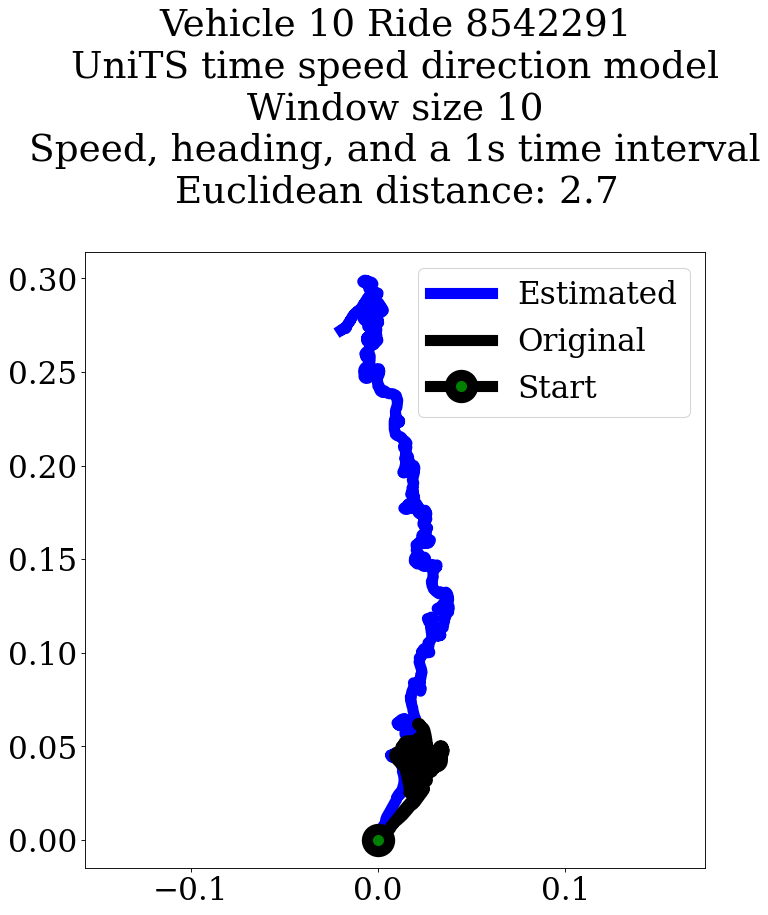 Vehicle 10 Ride 8542291
UniTS time speed direction model
Window size 10
Speed, heading, and a 1s time interval
Euclidean distance: 2.7
Estimated
Original
Start
0.30
0.25
0.20
0.15
0.10
0.05
0.00
−0.1
0.0
0.1